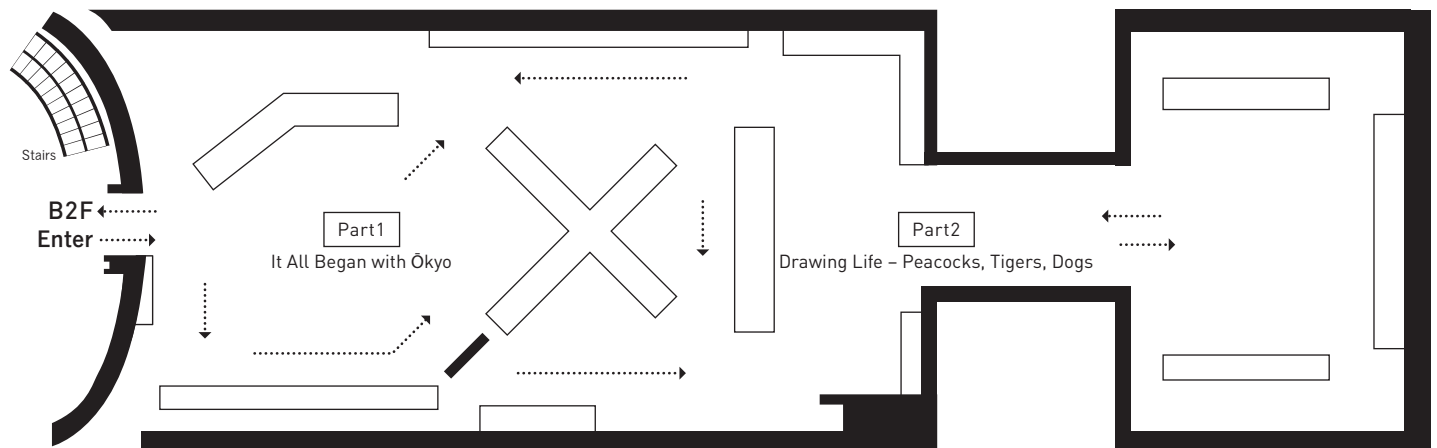 Stairs
B2F
Enter
Part1
It All Began with Ōkyo
Part2
Drawing Life – Peacocks, Tigers, Dogs